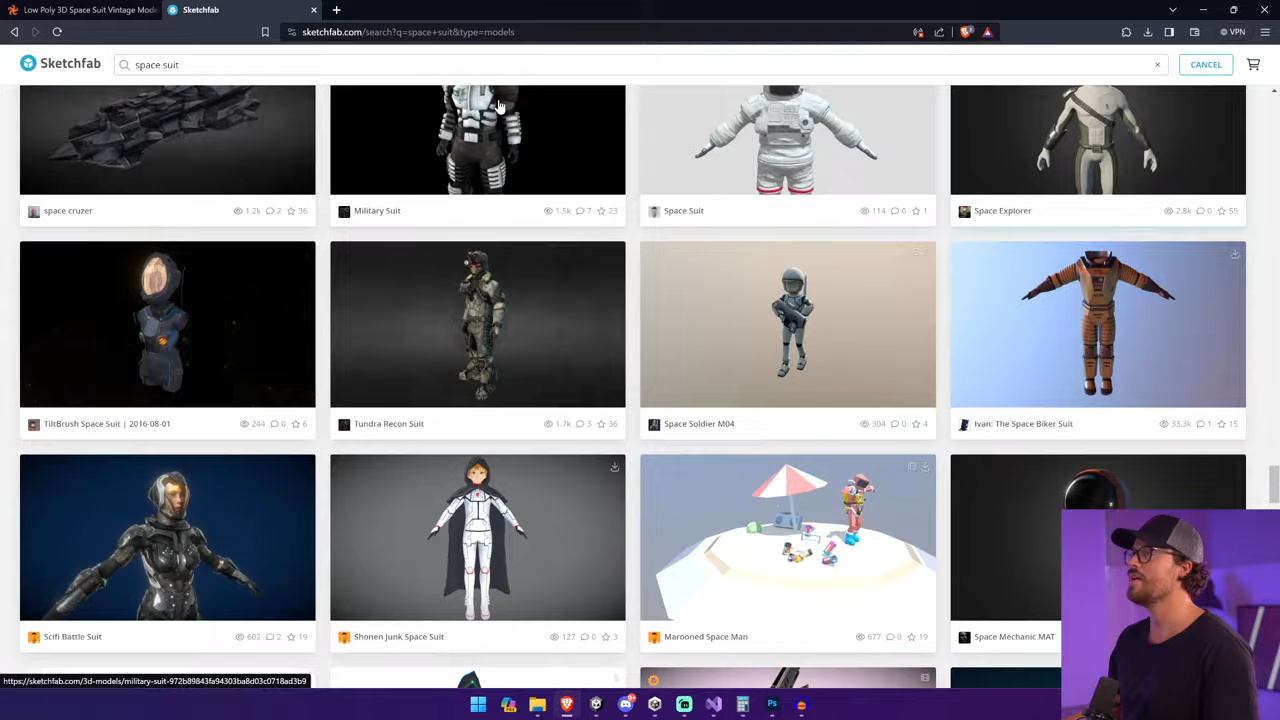 Low Poly 3D Space Suit Vintage Mode
Sketchfab
sketchfab.com/search?q=space+suit&type=models
VPN
Sketchfab
space suit
CANCEL
space cruzer 1.2k 2 36
Military Suit 1.5k 7 23
Space Suit 114 0 1
Space Explorer 2.8k 0 55
TiltBrush Space Suit | 2016-08-01 244 0 6
Tundra Recon Suit 1.7k 3 36
Space Soldier M04 304 0 4
Ivan: The Space Biker Suit 33.3k 1 15
Scifi Battle Suit 602 2 19
Shonen Junk Space Suit 127 0 3
Marooned Space Man 677 0 19
Space Mechanic MAT
https://sketchfab.com/3d-models/military-suit-972b89843fa94303ba8d03c0718ad3b9